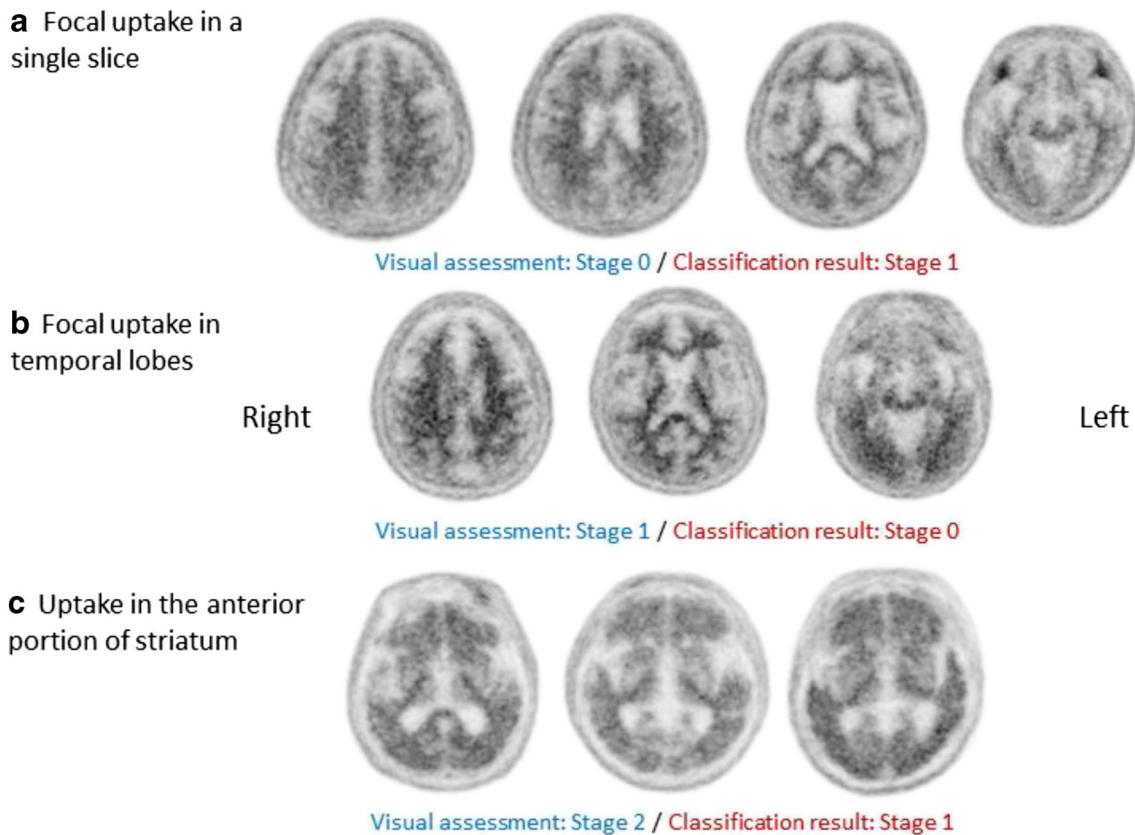 a Focal uptake in a
single slice
Visual assessment: Stage 0 / Classification result: Stage 1
b Focal uptake in
temporal lobes
Right
Left
Visual assessment: Stage 1 / Classification result: Stage 0
c Uptake in the anterior
portion of striatum
Visual assessment: Stage 2 / Classification result: Stage 1